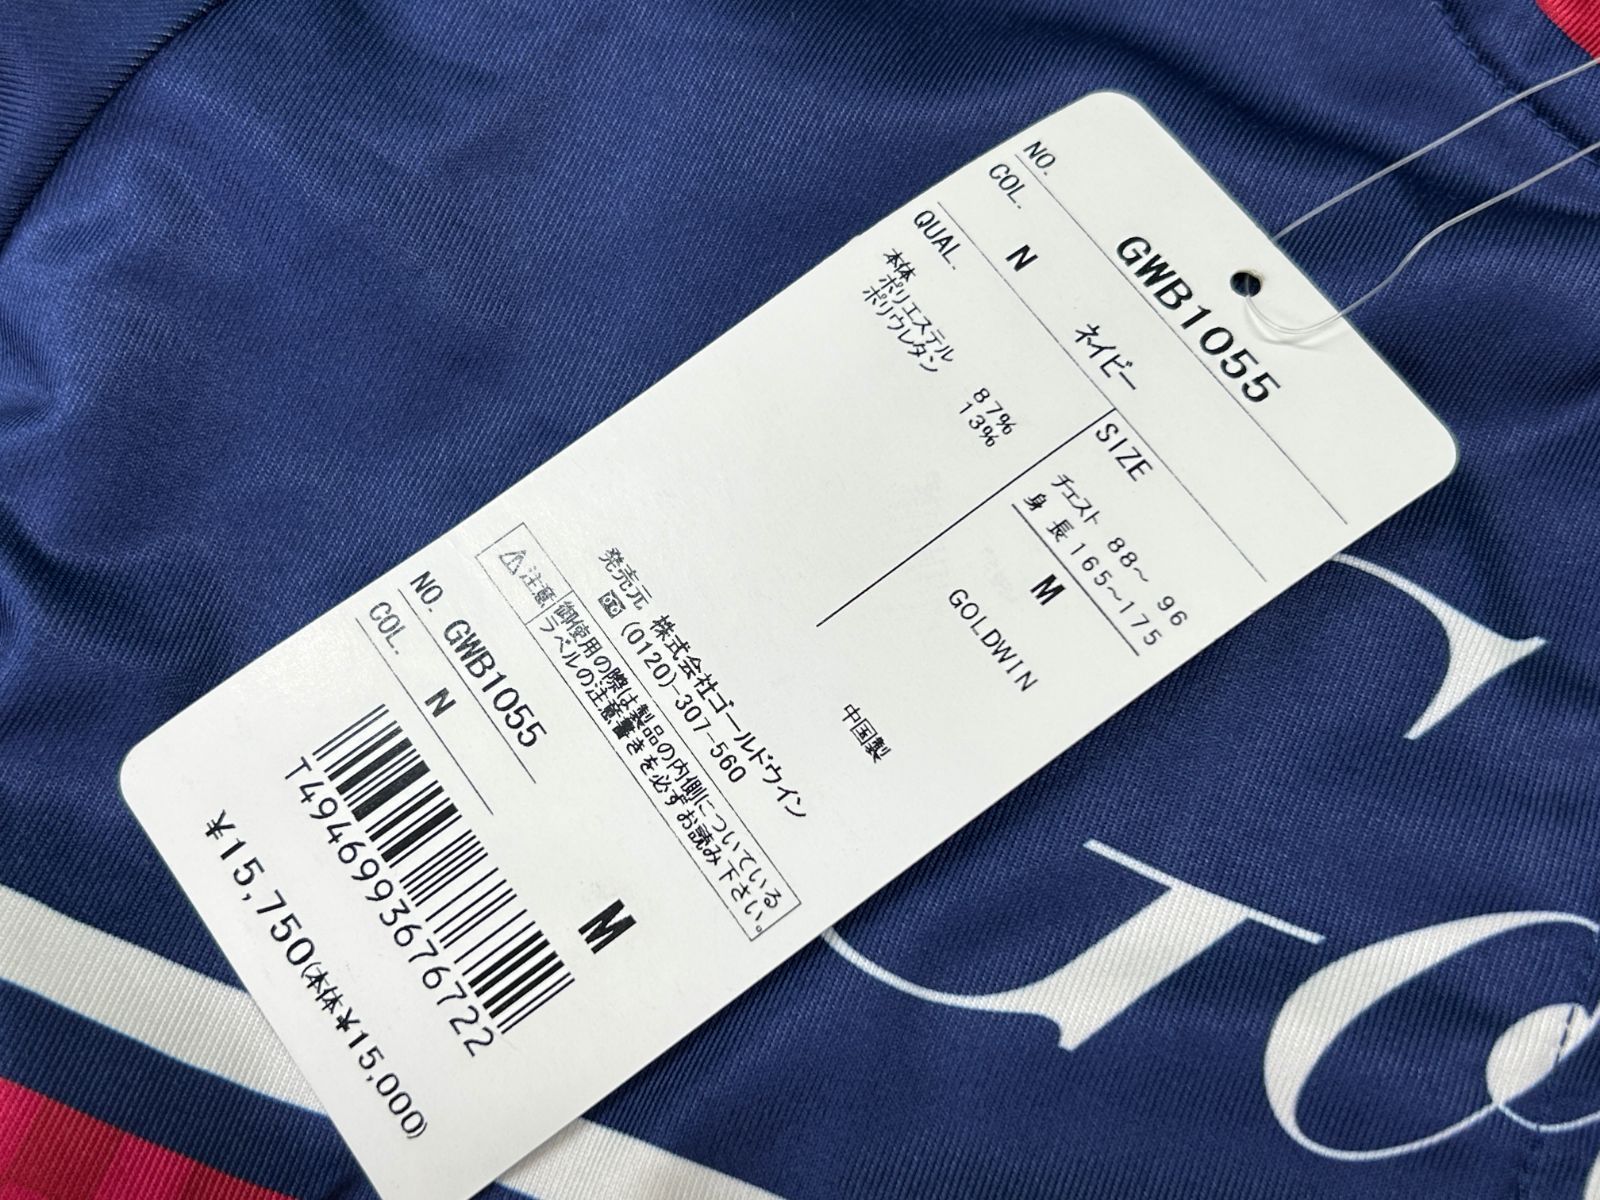 NO. GWB1055
COL. N ネイビー
QUAL.
本体
ポリエステル 87%
ポリウレタン 13%
SIZE
チェスト 88~ 96
身 長 165~175
M
GOLDWIN
中国製
発売元 株式会社ゴールドウイン
(0120)-307-560
⚠注意 御使用の際は製品の内側についている
ラベルの注意書きを必ずお読み下さい。
NO. GWB1055
COL. N
M
T4946993676722
¥15,750(本体¥15,000)